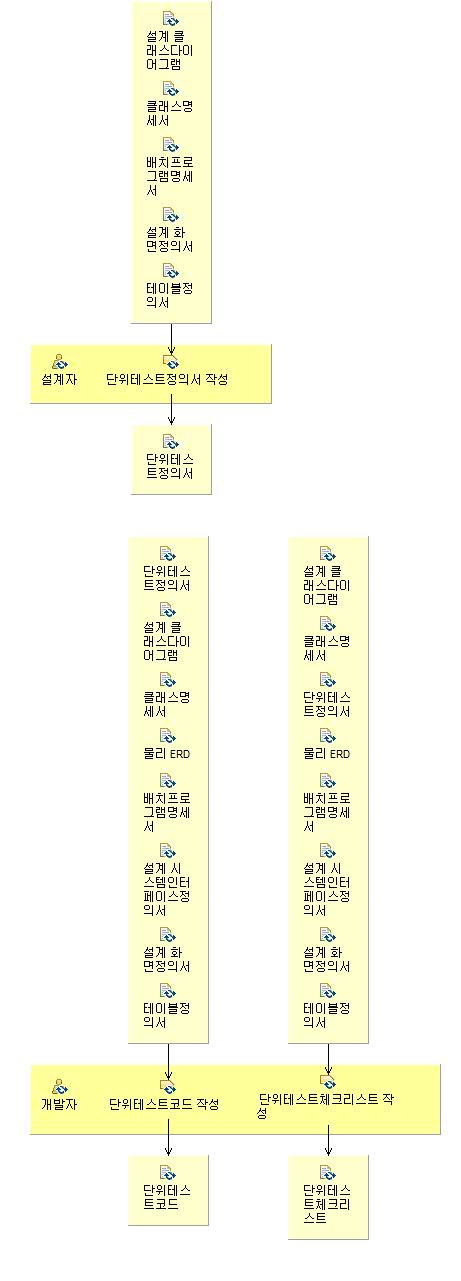 설계 클
래스다이
어그램
클래스명
세서
배치프로
그램명세
서
설계 화
면정의서
테이블정
의서
설계자
단위테스트정의서 작성
단위테스
트정의서
단위테스
트정의서
설계 클
래스다이
어그램
클래스명
세서
물리 ERD
배치프로
그램명세
서
설계 시
스템인터
페이스정
의서
설계 화
면정의서
테이블정
의서
설계 클
래스다이
어그램
클래스명
세서
단위테스
트정의서
물리 ERD
배치프로
그램명세
서
설계 시
스템인터
페이스정
의서
설계 화
면정의서
테이블정
의서
개발자
단위테스트코드 작성
단위테스트체크리스트 작
성
단위테스
트코드
단위테스
트체크리
스트